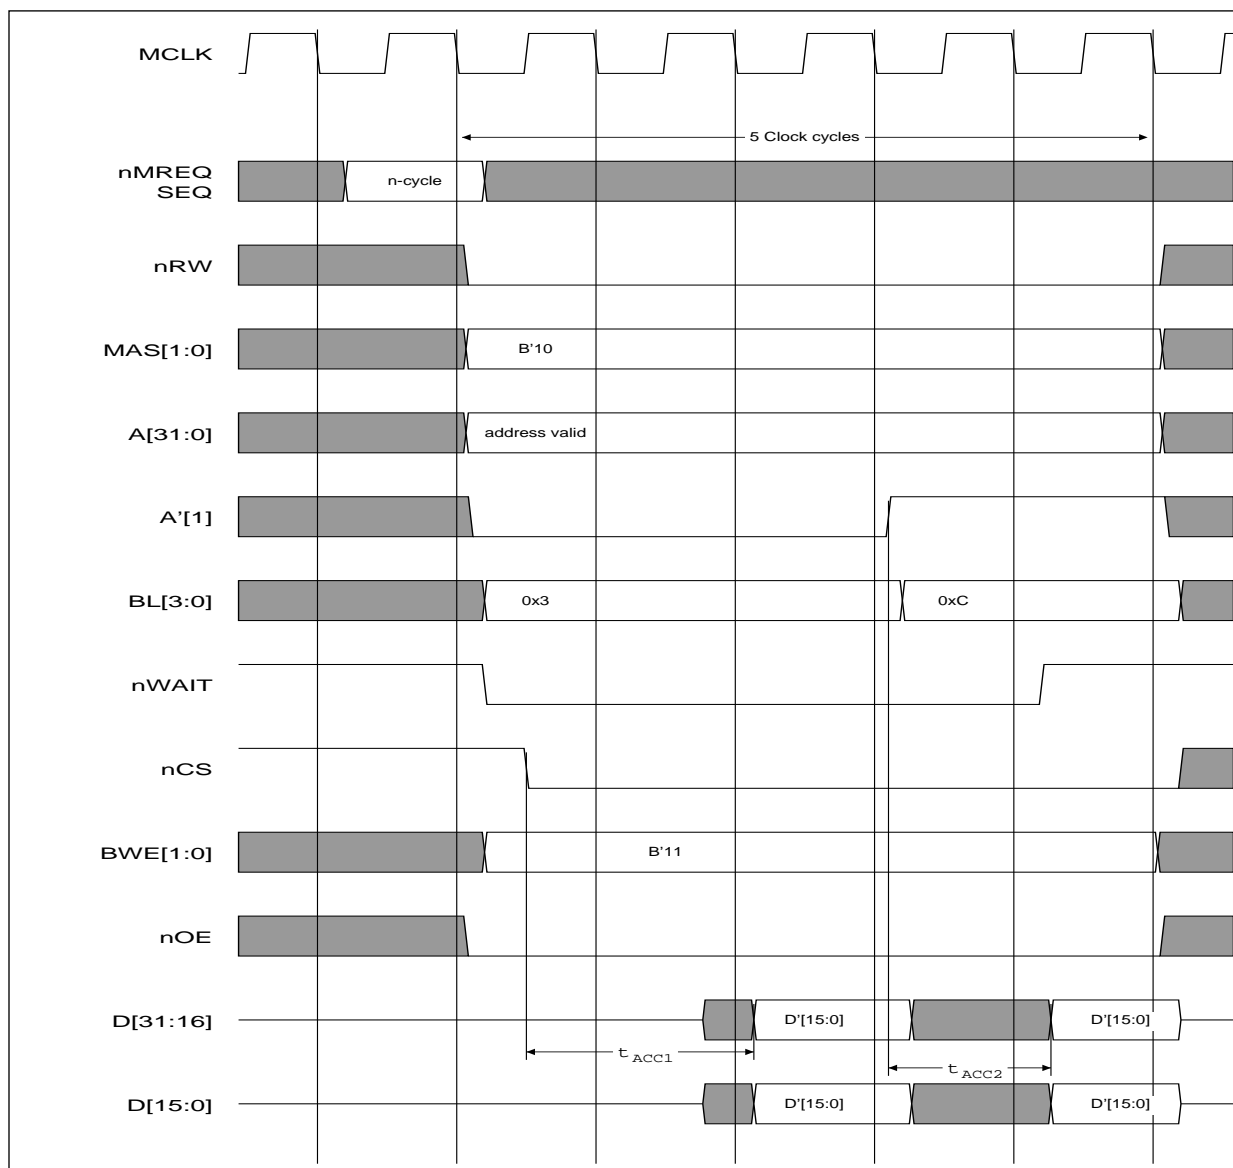 MCLK
5 Clock cycles
nMREQ
SEQ
n-cycle
nRW
MAS[1:0]
B’10
A[31:0]
address valid
A’[1]
BL[3:0]
0x3
0xC
nWAIT
nCS
BWE[1:0]
B’11
nOE
D[31:16]
D’[15:0]
D’[15:0]
tACC1
tACC2
D[15:0]
D’[15:0]
D’[15:0]